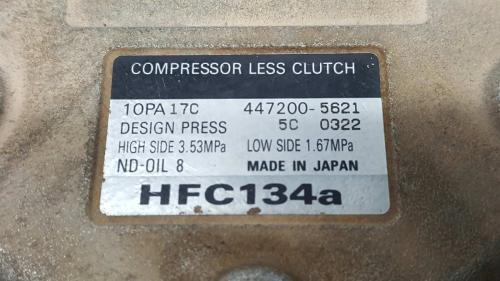 COMPRESSOR LESS CLUTCH
10PA17C 447200-5621
DESIGN PRESS 5C 0322
HIGH SIDE 3.53MPa LOW SIDE 1.67MPa
ND-OIL 8 MADE IN JAPAN
HFC134a